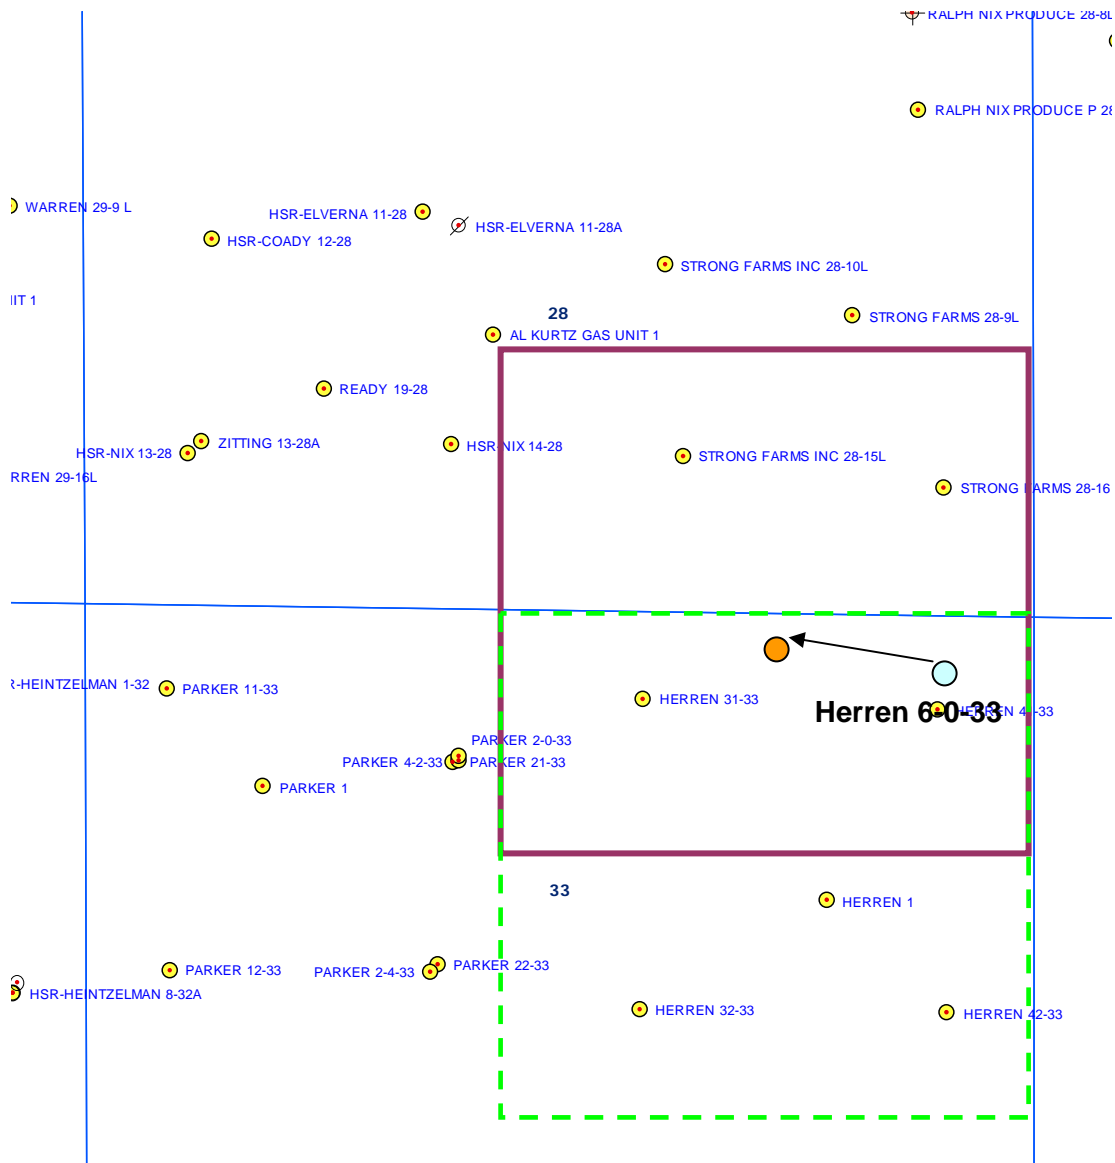 RALPH NIX PRODUCE 28-8L
RALPH NIX PRODUCE P 28
WARREN 29-9 L
HSR-ELVERNA 11-28
HSR-ELVERNA 11-28A
HSR-COADY 12-28
STRONG FARMS INC 28-10L
IIT 1
28
STRONG FARMS 28-9L
AL KURTZ GAS UNIT 1
READY 19-28
ZITTING 13-28A
HSR-NIX 13-28
HSR-NIX 14-28
STRONG FARMS INC 28-15L
RREN 29-16L
STRONG FARMS 28-16
R-HEINTZELMAN 1-32
PARKER 11-33
HERREN 31-33
Herren 6-0-33
HERREN 4 -33
PARKER 2-0-33
PARKER 4-2-33
PARKER 21-33
PARKER 1
33
HERREN 1
PARKER 12-33
PARKER 2-4-33
PARKER 22-33
HSR-HEINTZELMAN 8-32A
HERREN 32-33
HERREN 42-33